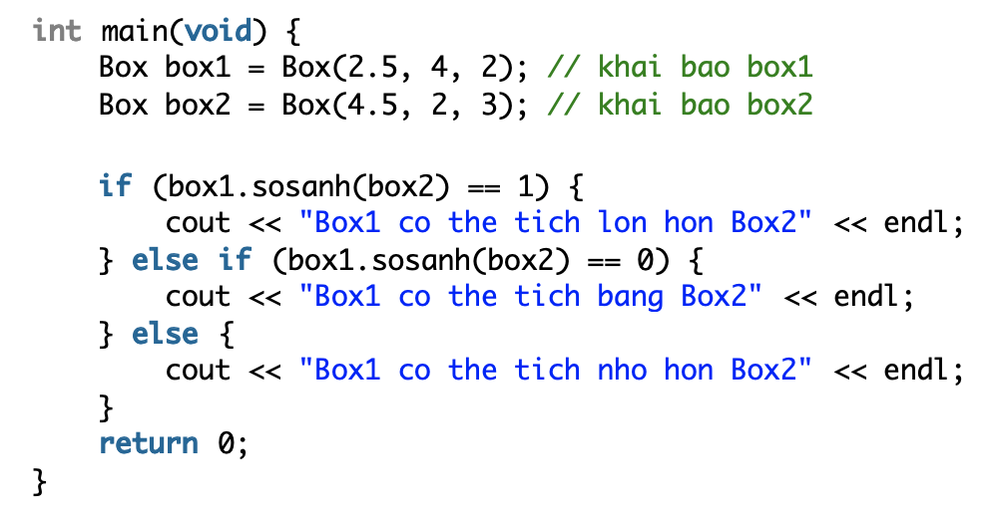 int main(void) {
    Box box1 = Box(2.5, 4, 2); // khai bao box1
    Box box2 = Box(4.5, 2, 3); // khai bao box2

    if (box1.sosanh(box2) == 1) {
        cout << "Box1 co the tich lon hon Box2" << endl;
    } else if (box1.sosanh(box2) == 0) {
        cout << "Box1 co the tich bang Box2" << endl;
    } else {
        cout << "Box1 co the tich nho hon Box2" << endl;
    }
    return 0;
}